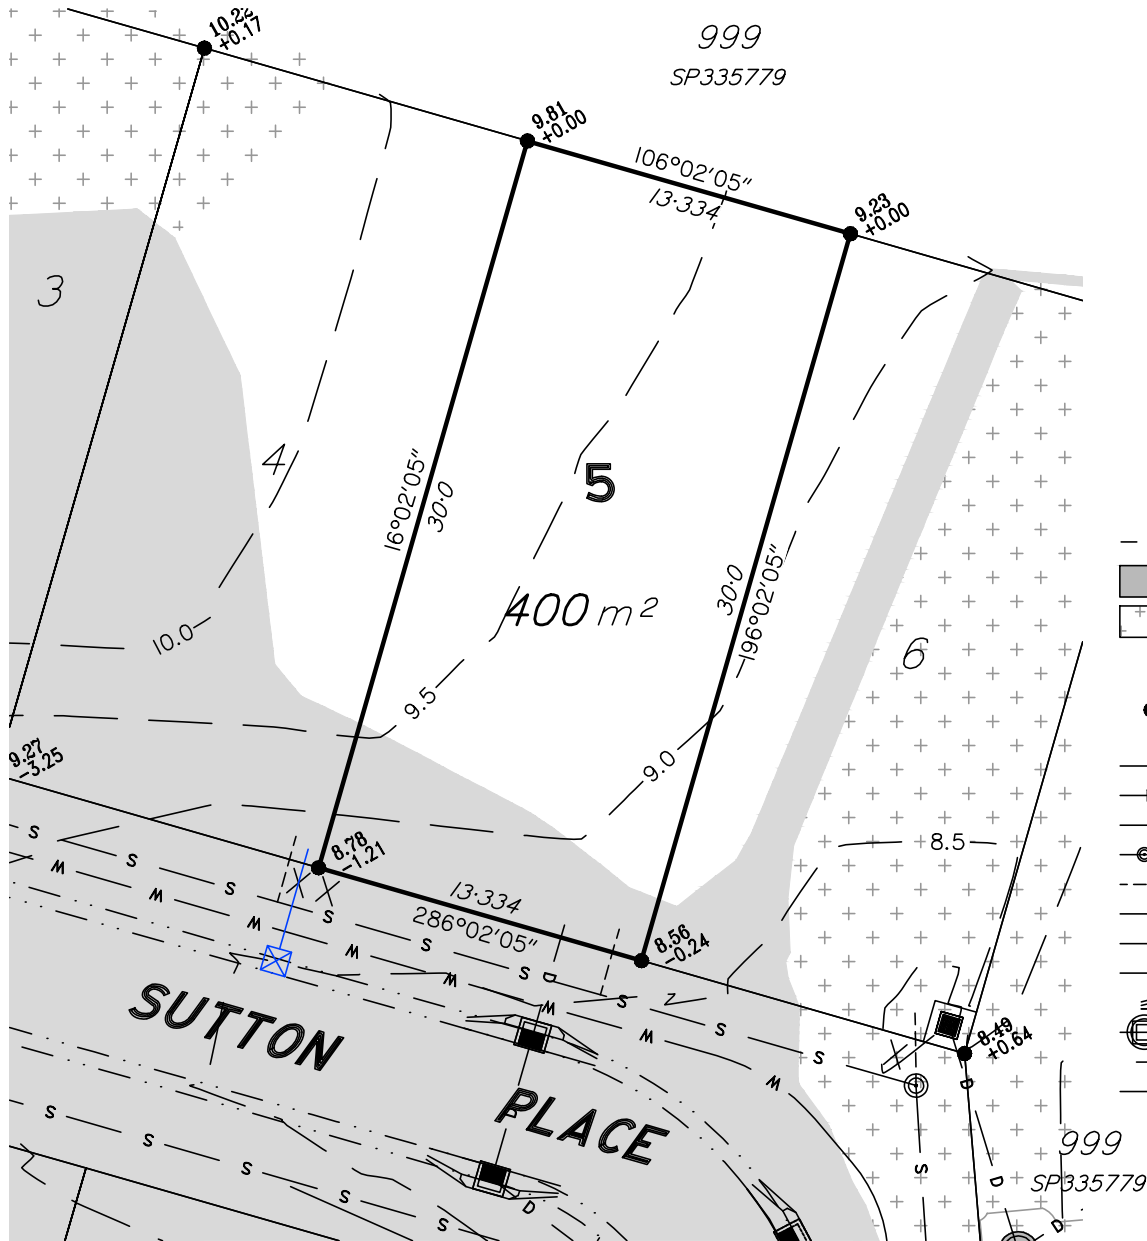 10.22
+0.17
999
SP335779
9.81
+0.00
106°02'05"
13·334
9.23
+0.00
3
4
16°02'05"
30·0
5
400 m²
30·0
196°02'05"
6
10.0
9.5
9.0
8.5
9.27
-3.25
8.78
-1.21
13·334
286°02'05"
8.56
-0.24
8.49
+0.64
S S S S S S S S S
W W W W W W W W
D
SUTTON
PLACE
S S S S S
D
D
D
D
S
999
SP335779